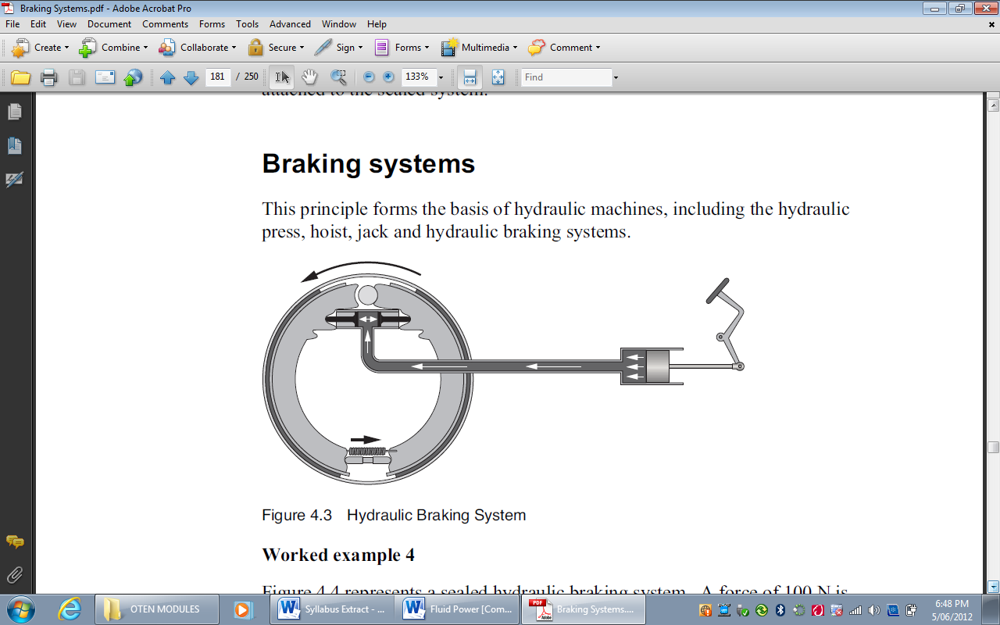 Braking Systems.pdf - Adobe Acrobat Pro
File Edit View Document Comments Forms Tools Advanced Window Help
Create Combine Collaborate Secure Sign Forms Multimedia Comment
181 / 250 133% Find
attached to the sealed system.
Braking systems
This principle forms the basis of hydraulic machines, including the hydraulic
press, hoist, jack and hydraulic braking systems.
Figure 4.3 Hydraulic Braking System
Worked example 4
Figure 4.4 represents a sealed hydraulic braking system. A force of 100 N is
OTEN MODULES Syllabus Extract - ... Fluid Power [Com... Braking Systems....
6:48 PM
5/06/2012